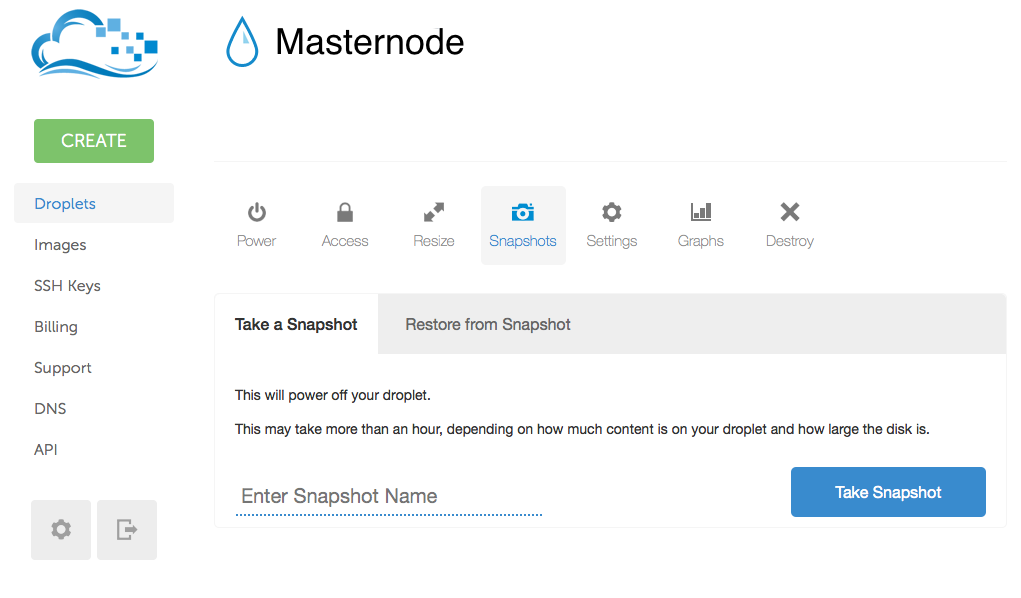 Masternode
CREATE
Droplets
Images
SSH Keys
Billing
Support
DNS
API
Power
Access
Resize
Snapshots
Settings
Graphs
Destroy
Take a Snapshot
Restore from Snapshot
This will power off your droplet.
This may take more than an hour, depending on how much content is on your droplet and how large the disk is.
Enter Snapshot Name
Take Snapshot